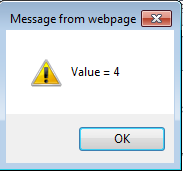 Message from webpage
Value = 4
OK